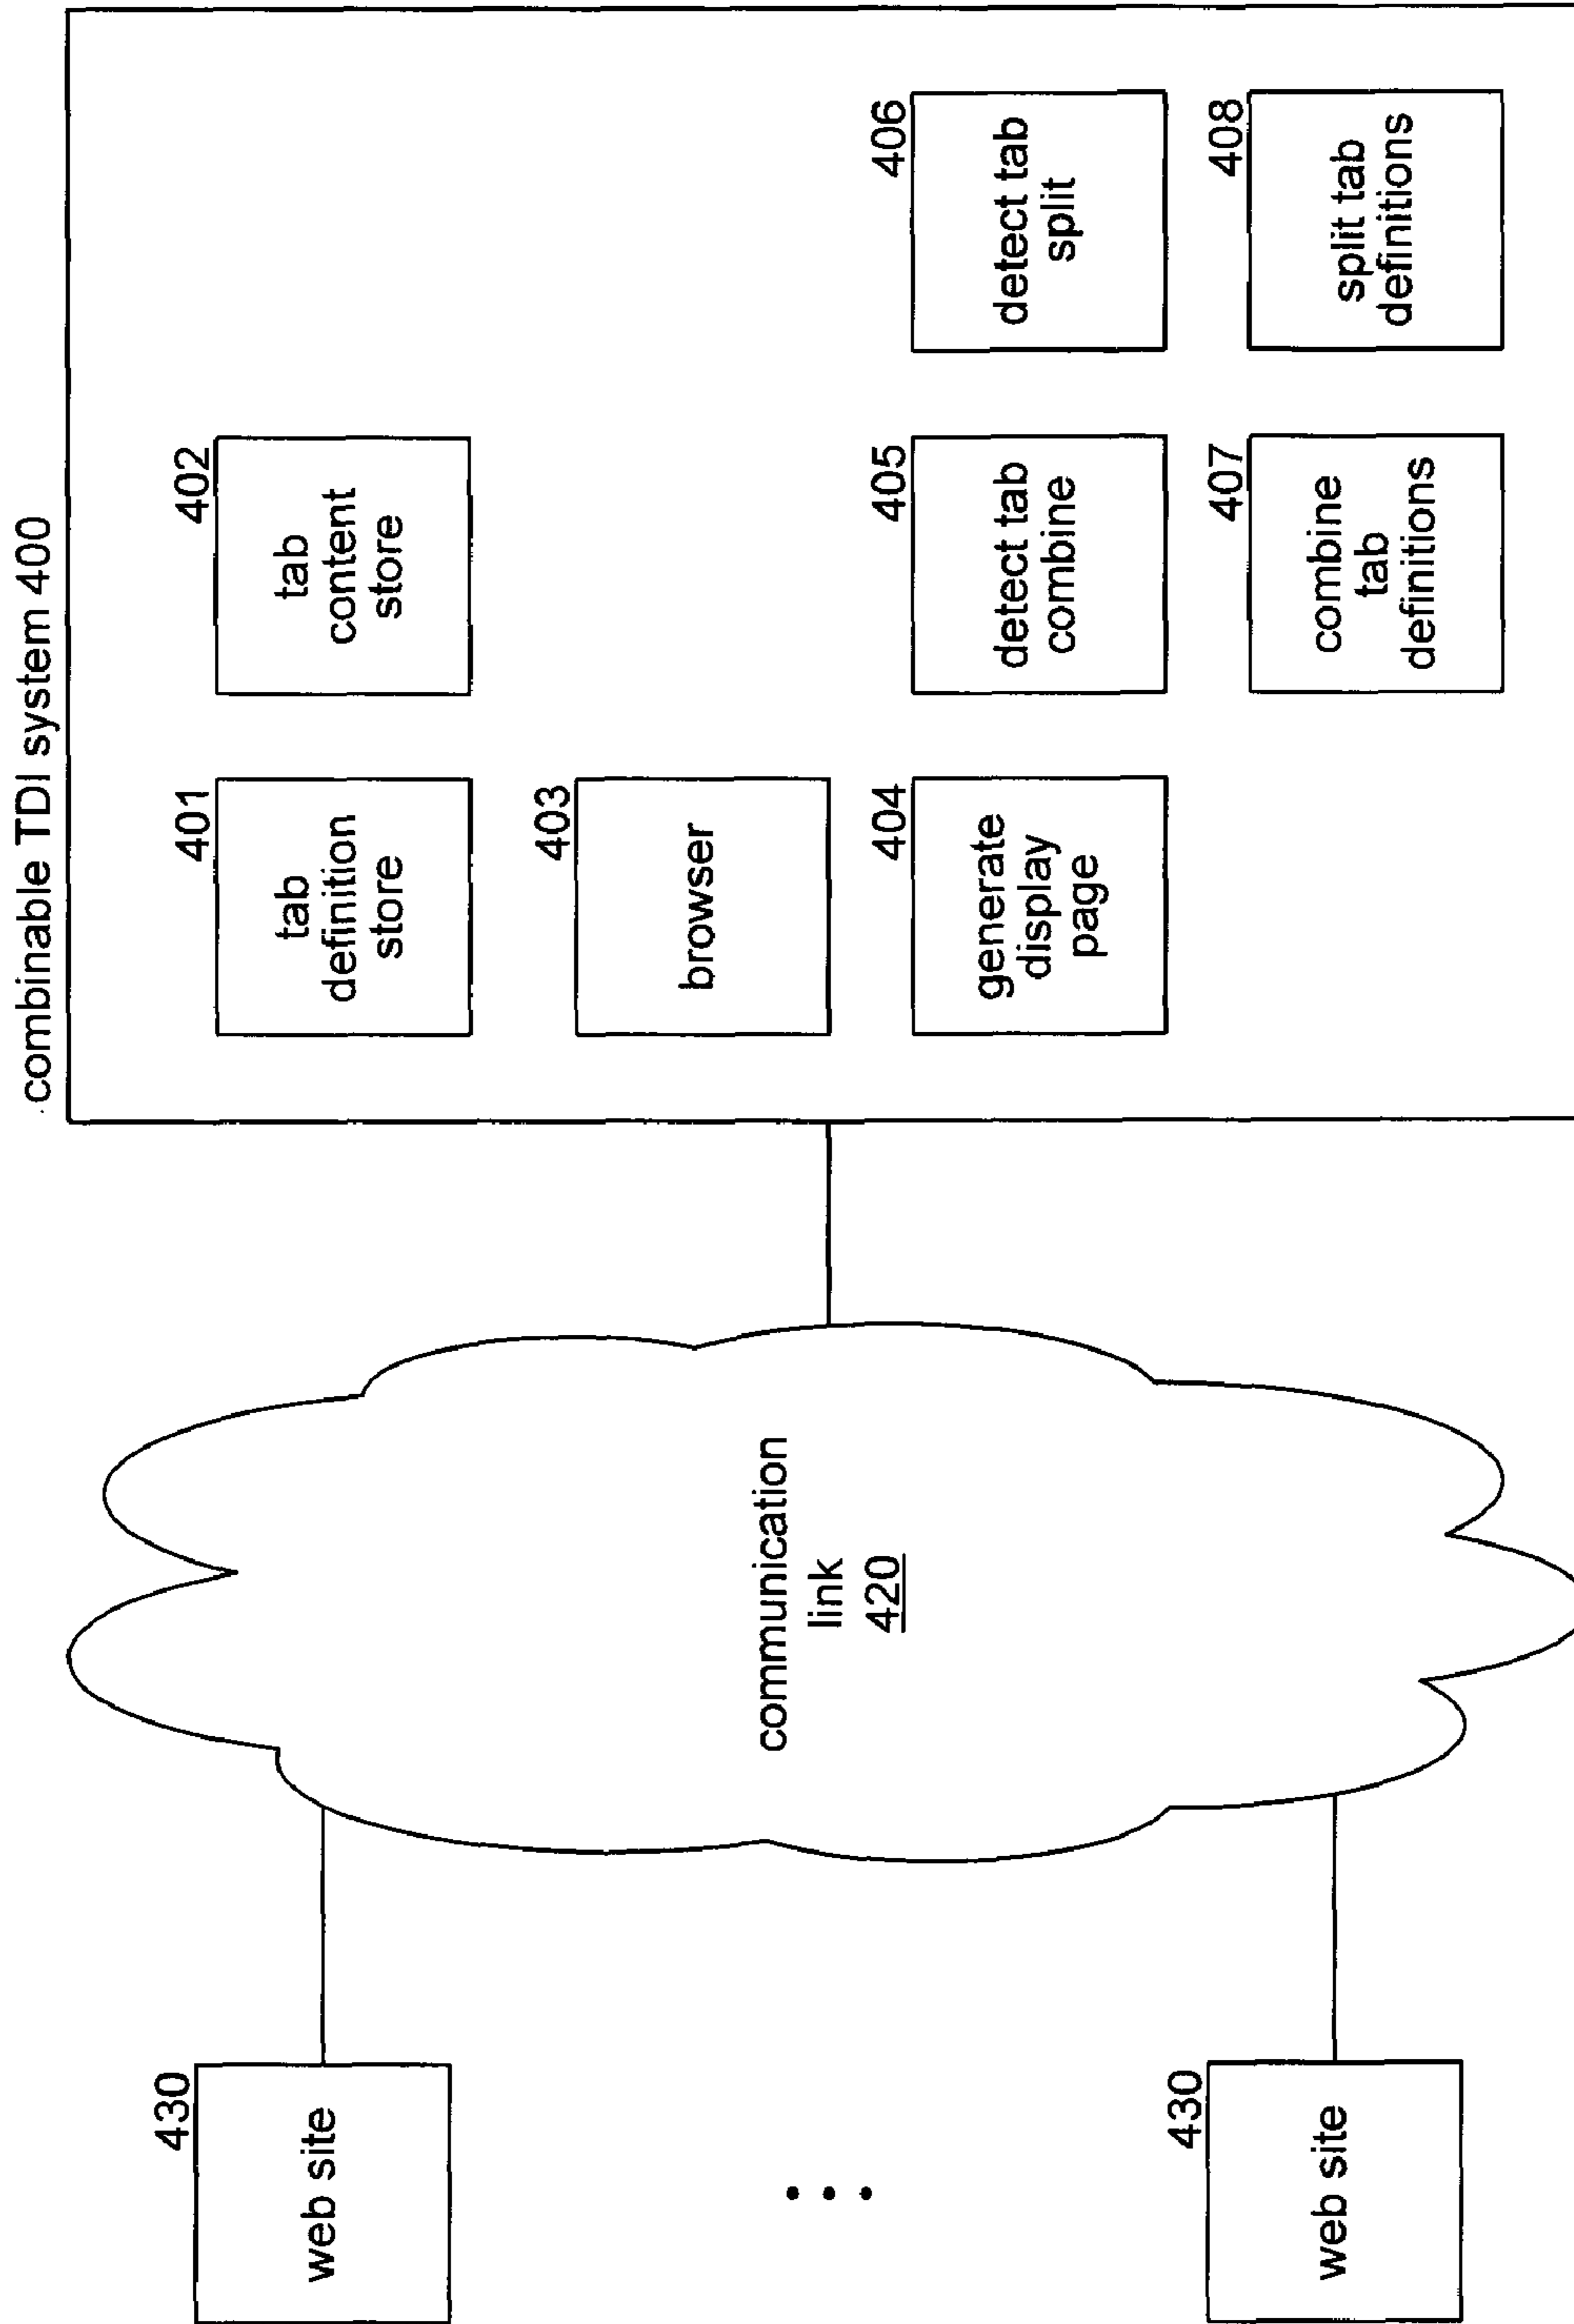 combinable TDI system 400
430
web site
430
web site
communication
link
420
401
tab
definition
store
402
tab
content
store
403
browser
404
generate
display
page
405
detect tab
combine
406
detect tab
split
407
combine
tab
definitions
408
split tab
definitions